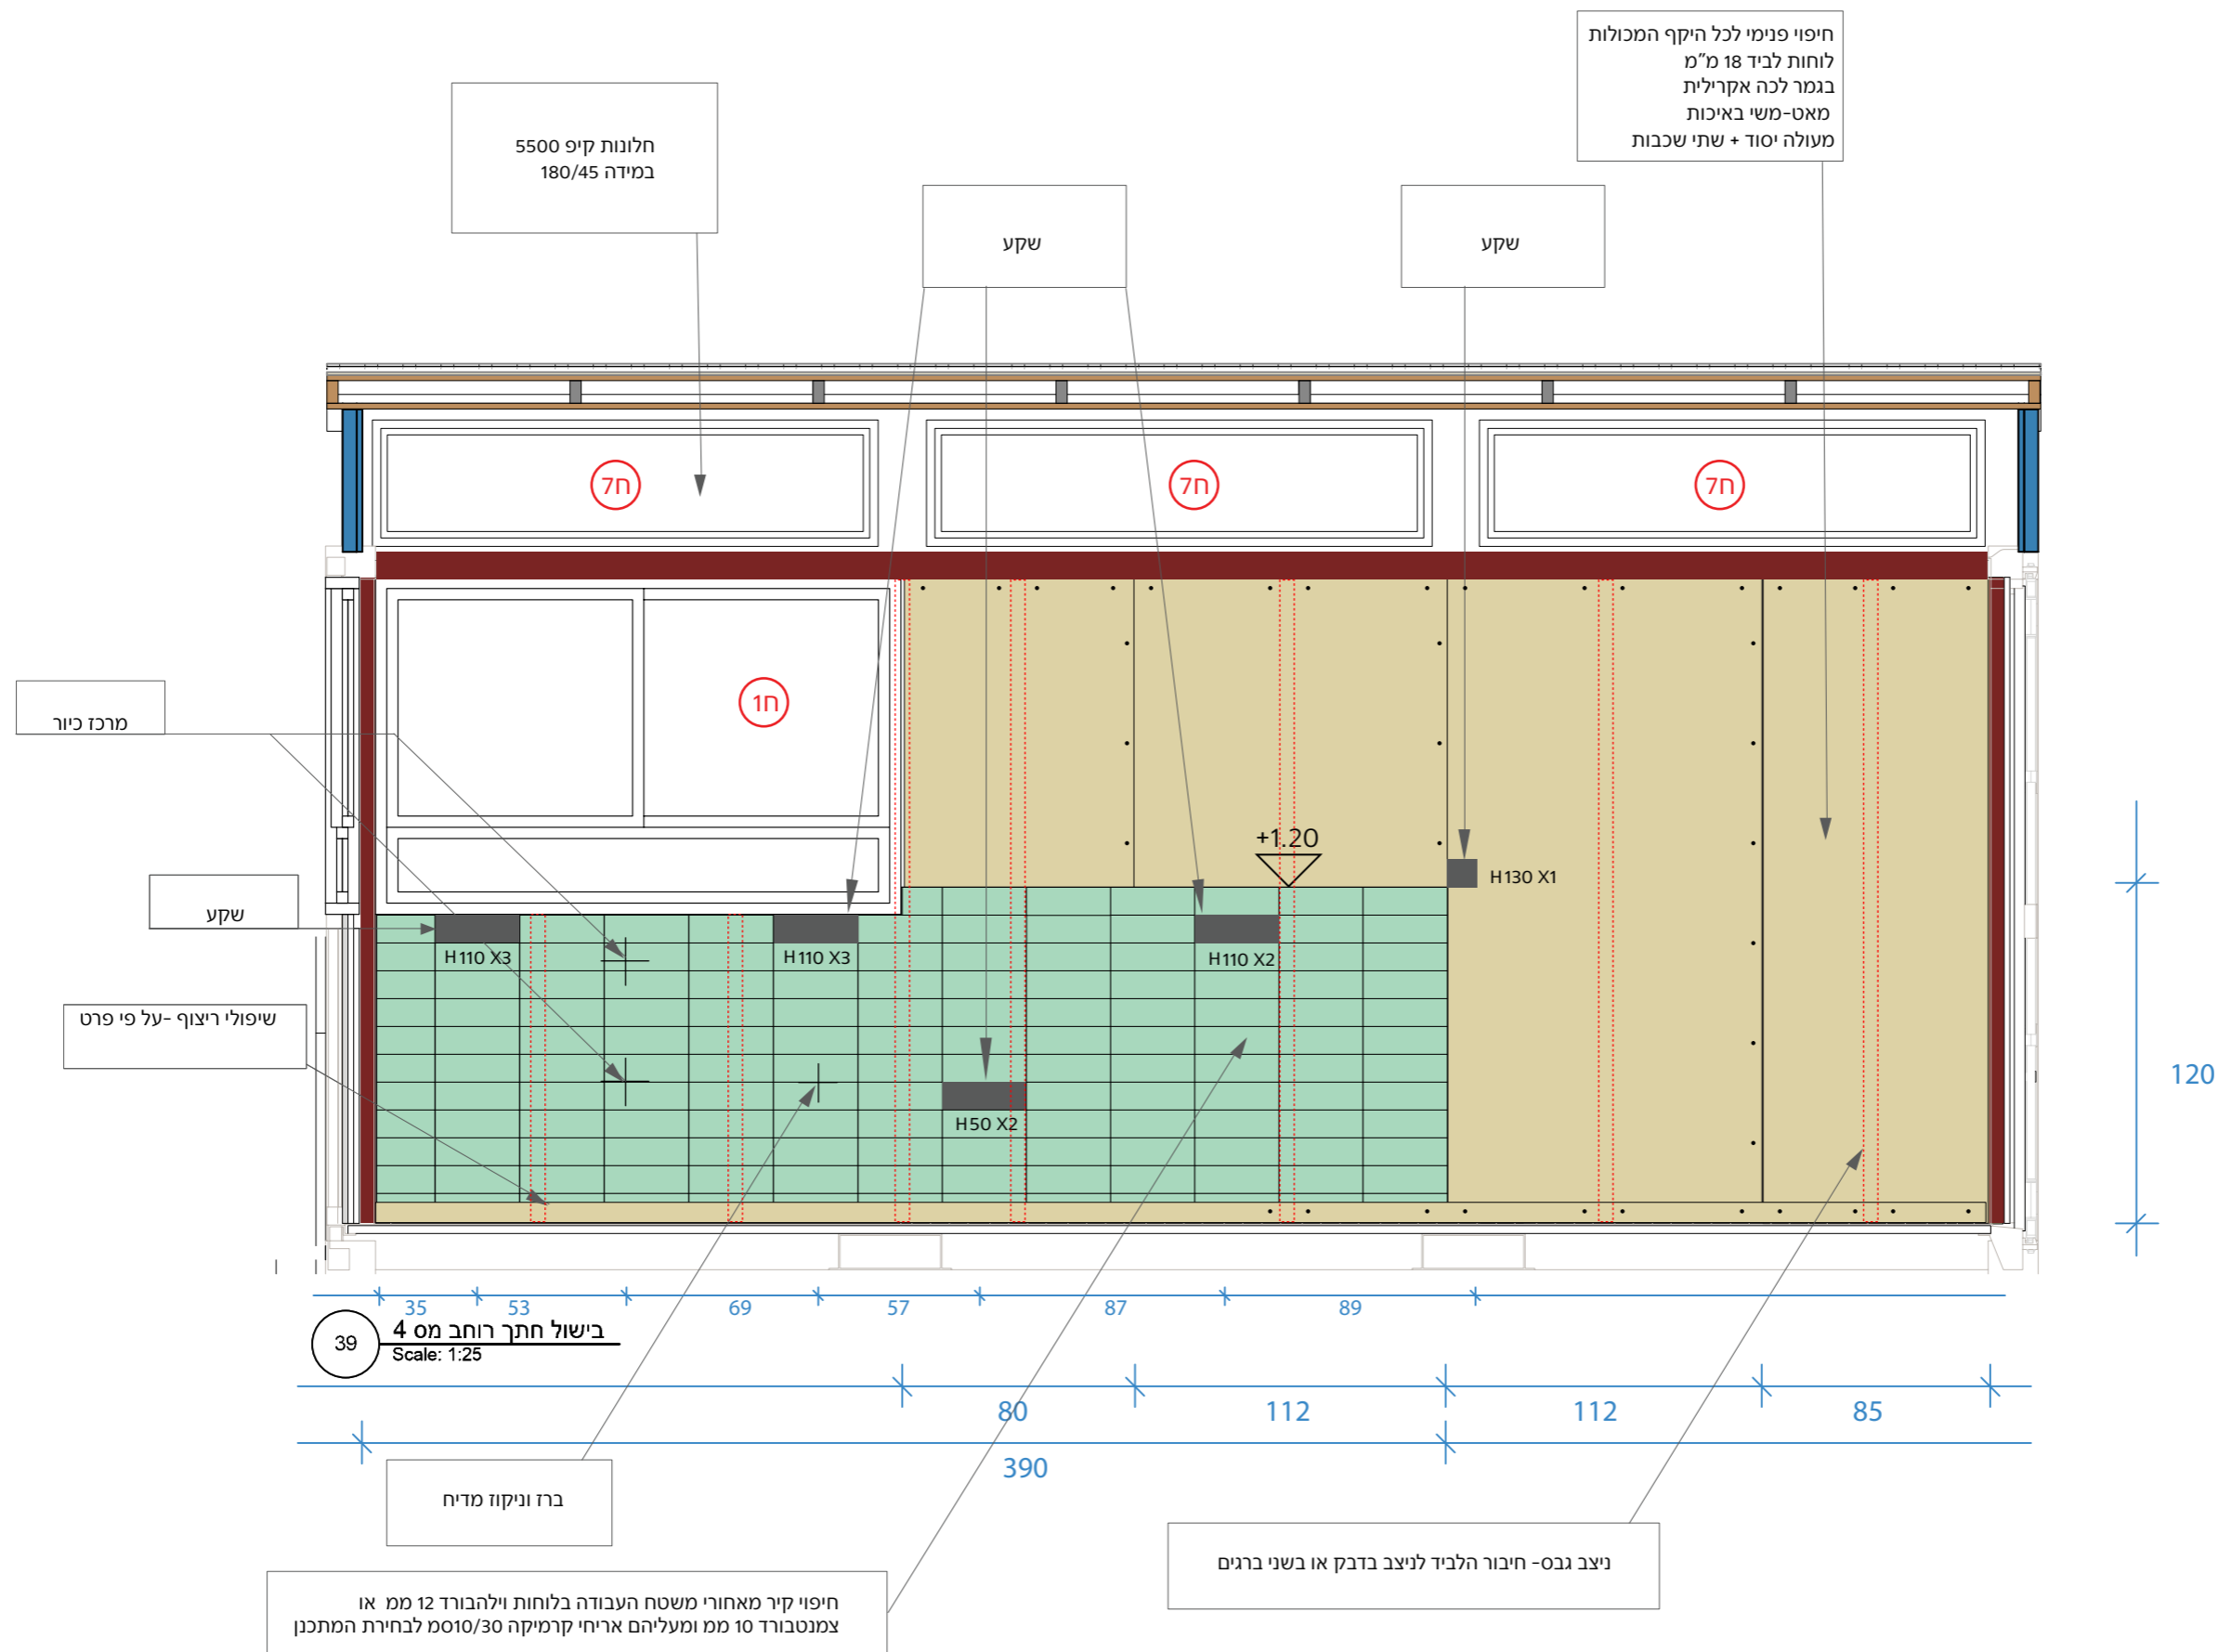 חיפוי פנימי לכל היקף המכולות
לוחות לביד 18 מ"מ
בגמר לכה אקרילית
מאט-משי באיכות
מעולה יסוד + שתי שכבות
חלונות קיפ 5500
במידה 180/45
שקע
שקע
ח7
ח7
ח7
ח1
מרכז כיור
+1.20
H130 X1
שקע
H110 X3
H110 X3
H110 X2
שיפולי ריצוף -על פי פרט
120
H50 X2
35 53 69 57 87 89
39
בישול חתך רוחב מס 4
Scale: 1:25
80 112 112 85
390
ברז וניקוז מדיח
ניצב גבס- חיבור הלביד לניצב בדבק או בשני ברגים
חיפוי קיר מאחורי משטח העבודה בלוחות וילהבורד 12 ממ או
צמנטבורד 10 ממ ומעליהם אריחי קרמיקה 10/30סמ לבחירת המתכנן